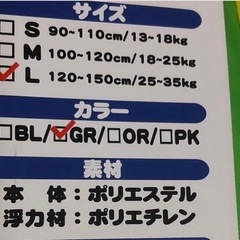 サイズ
□S 90~110cm/13~18kg
□M 100~120cm/18~25kg
☑L 120~150cm/25~35kg
カラー
□BL/☑GR/□OR/□PK
素材
本体:ポリエステル
浮力材:ポリエチレン